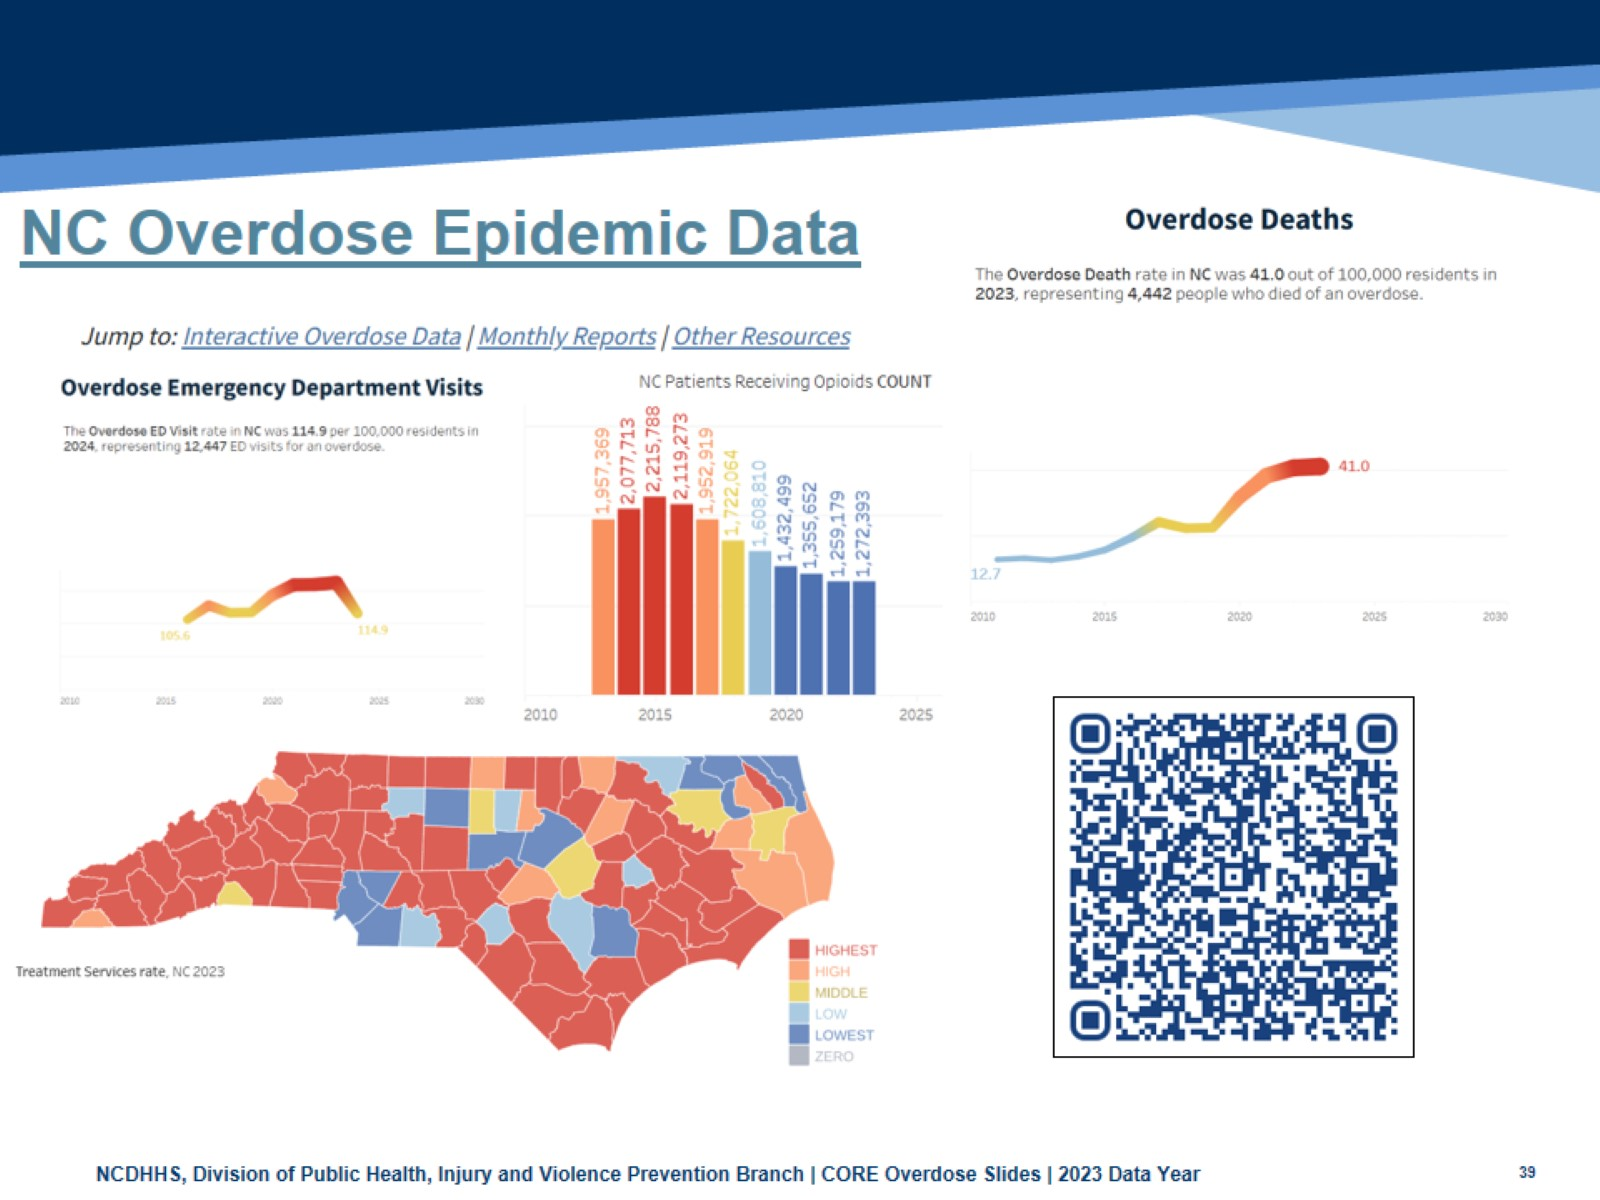 NC Overdose Epidemic Data
Jump to: Interactive Overdose Data | Monthly Reports | Other Resources
Overdose Emergency Department Visits
The Overdose ED Visit rate in NC was 114.9 per 100,000 residents in
2024, representing 12,447 ED visits for an overdose.
105.6
114.9
2010 2015 2020 2025 2030
NC Patients Receiving Opioids COUNT
1,957,369
2,077,713
2,215,788
2,119,273
1,952,919
1,722,064
1,608,810
1,432,499
1,355,652
1,259,179
1,272,393
2010 2015 2020 2025
Overdose Deaths
The Overdose Death rate in NC was 41.0 out of 100,000 residents in
2023, representing 4,442 people who died of an overdose.
41.0
12.7
2010 2015 2020 2025 2030
Treatment Services rate, NC 2023
HIGHEST
HIGH
MIDDLE
LOW
LOWEST
ZERO
NCDHHS, Division of Public Health, Injury and Violence Prevention Branch | CORE Overdose Slides | 2023 Data Year
39